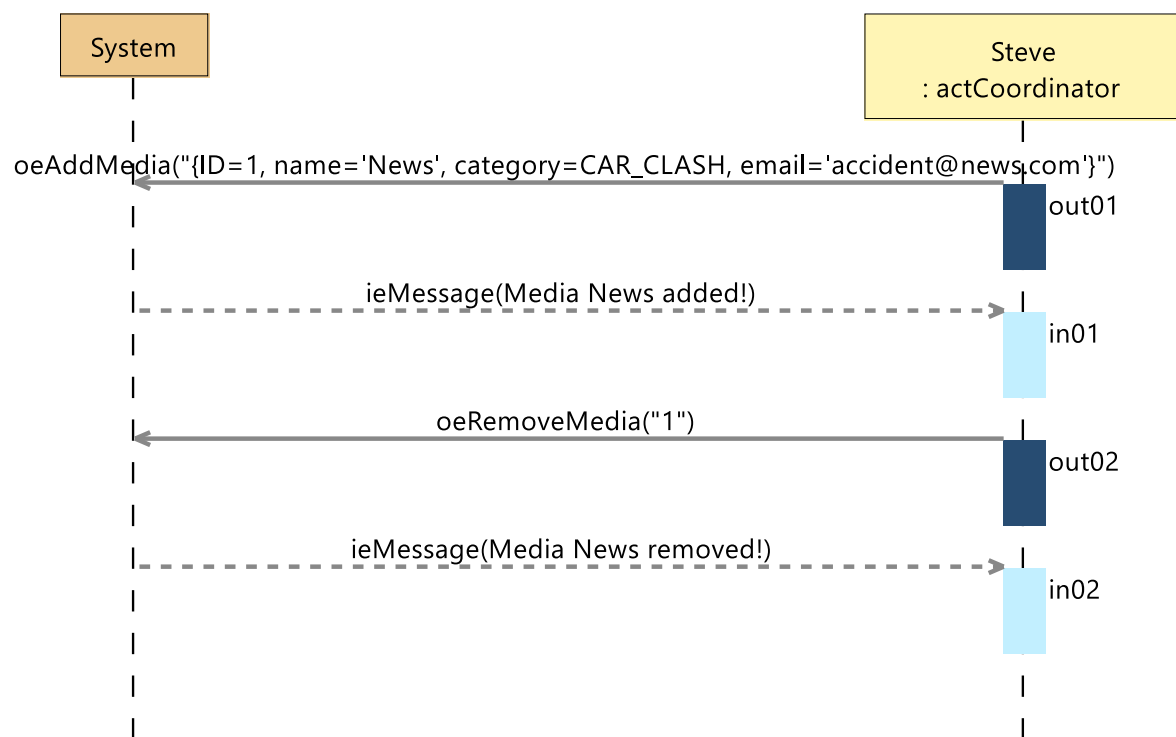 System
Steve
: actCoordinator
oeAddMedia("{ID=1, name='News', category=CAR_CLASH, email='accident@news.com'}")
out01
ieMessage(Media News added!)
in01
oeRemoveMedia("1")
out02
ieMessage(Media News removed!)
in02